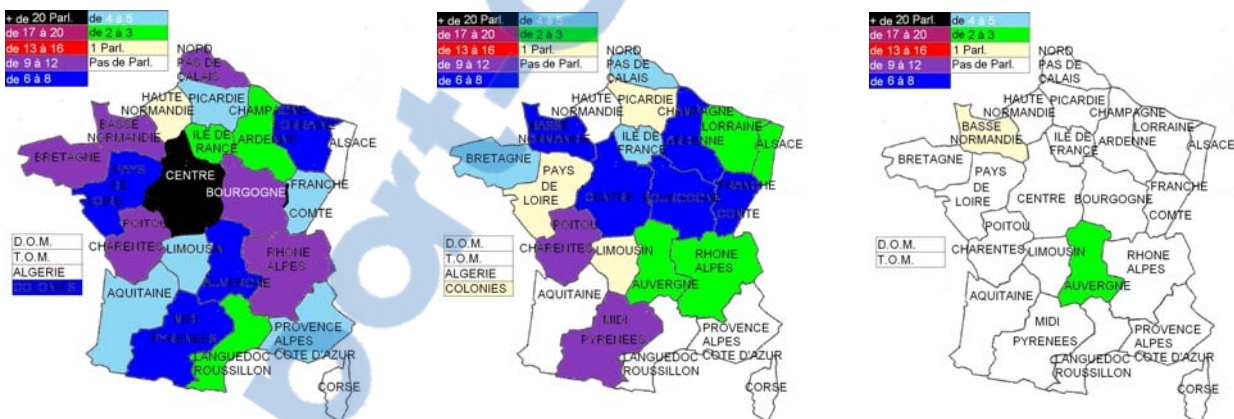 + de 20 Parl. de 4 à 5
de 17 à 20 de 2 à 3
de 13 à 16 1 Parl.
de 9 à 12 Pas de Parl.
de 6 à 8
NORD
PAS DE
CALAIS
HAUTE
NORMANDIE
PICARDIE
CHAMPAGNE
ARDENNE
LORRAINE
ALSACE
BASSE
NORMANDIE
ILE DE
FRANCE
BRETAGNE
PAYS
DE
LOIRE
CENTRE
BOURGOGNE
FRANCHE
COMTE
POITOU
CHARENTES
LIMOUSIN
AUVERGNE
RHONE
ALPES
D.O.M.
T.O.M.
ALGERIE
COLONIES
AQUITAINE
MIDI
PYRENEES
PROVENCE
ALPES
COTE D'AZUR
LANGUEDOC
ROUSSILLON
CORSE
+ de 20 Parl. de 4 à 5
de 17 à 20 de 2 à 3
de 13 à 16 1 Parl.
de 9 à 12 Pas de Parl.
de 6 à 8
NORD
PAS DE
CALAIS
HAUTE
NORMANDIE
PICARDIE
CHAMPAGNE
ARDENNE
LORRAINE
ALSACE
BASSE
NORMANDIE
ILE DE
FRANCE
BRETAGNE
PAYS
DE
LOIRE
CENTRE
BOURGOGNE
FRANCHE
COMTE
POITOU
CHARENTES
LIMOUSIN
AUVERGNE
RHONE
ALPES
D.O.M.
T.O.M.
ALGERIE
COLONIES
AQUITAINE
MIDI
PYRENEES
PROVENCE
ALPES
COTE D'AZUR
LANGUEDOC
ROUSSILLON
CORSE
+ de 20 Parl. de 4 à 5
de 17 à 20 de 2 à 3
de 13 à 16 1 Parl.
de 9 à 12 Pas de Parl.
de 6 à 8
NORD
PAS DE
CALAIS
HAUTE
NORMANDIE
PICARDIE
CHAMPAGNE
ARDENNE
LORRAINE
ALSACE
BASSE
NORMANDIE
ILE DE
FRANCE
BRETAGNE
PAYS
DE
LOIRE
CENTRE
BOURGOGNE
FRANCHE
COMTE
POITOU
CHARENTES
LIMOUSIN
AUVERGNE
RHONE
ALPES
D.O.M.
T.O.M.
AQUITAINE
MIDI
PYRENEES
PROVENCE
ALPES
COTE D'AZUR
LANGUEDOC
ROUSSILLON
CORSE